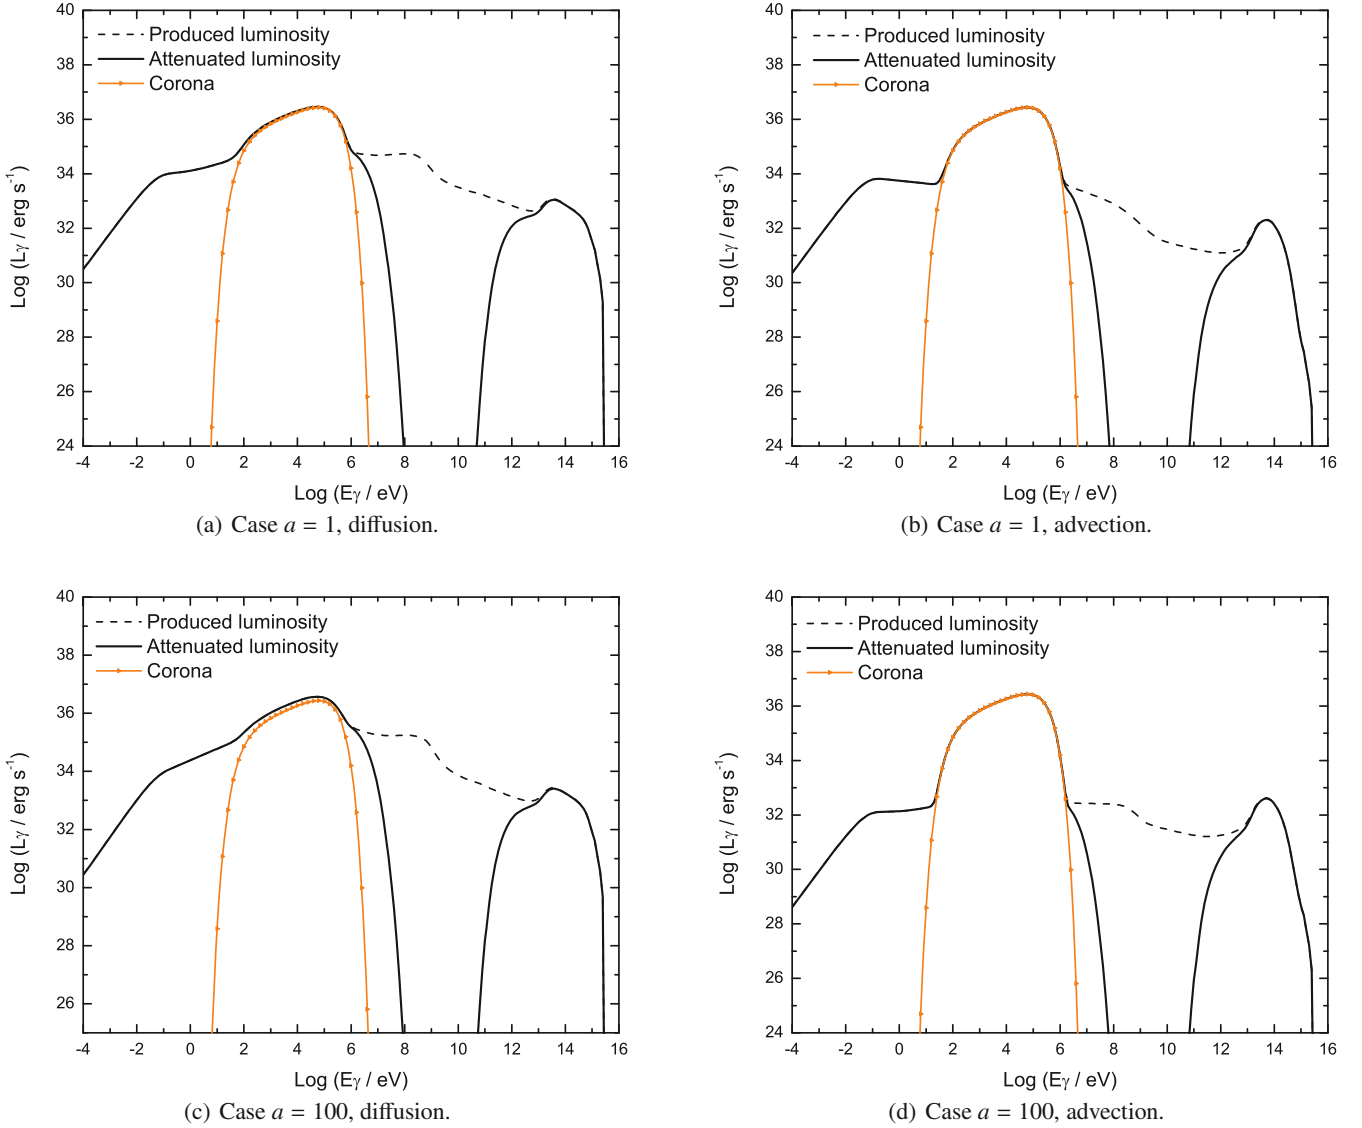 40
38
36
34
32
30
28
26
24
Log (Lγ / erg s-1)
Produced luminosity
Attenuated luminosity
Corona
-4 -2 0 2 4 6 8 10 12 14 16
Log (Eγ / eV)
(a) Case a = 1, diffusion.
40
38
36
34
32
30
28
26
24
Log (Lγ / erg s-1)
Produced luminosity
Attenuated luminosity
Corona
-4 -2 0 2 4 6 8 10 12 14 16
Log (Eγ / eV)
(b) Case a = 1, advection.
40
38
36
34
32
30
28
26
Log (Lγ / erg s-1)
Produced luminosity
Attenuated luminosity
Corona
-4 -2 0 2 4 6 8 10 12 14 16
Log (Eγ / eV)
(c) Case a = 100, diffusion.
40
38
36
34
32
30
28
26
24
Log (Lγ / erg s-1)
Produced luminosity
Attenuated luminosity
Corona
-4 -2 0 2 4 6 8 10 12 14 16
Log (Eγ / eV)
(d) Case a = 100, advection.